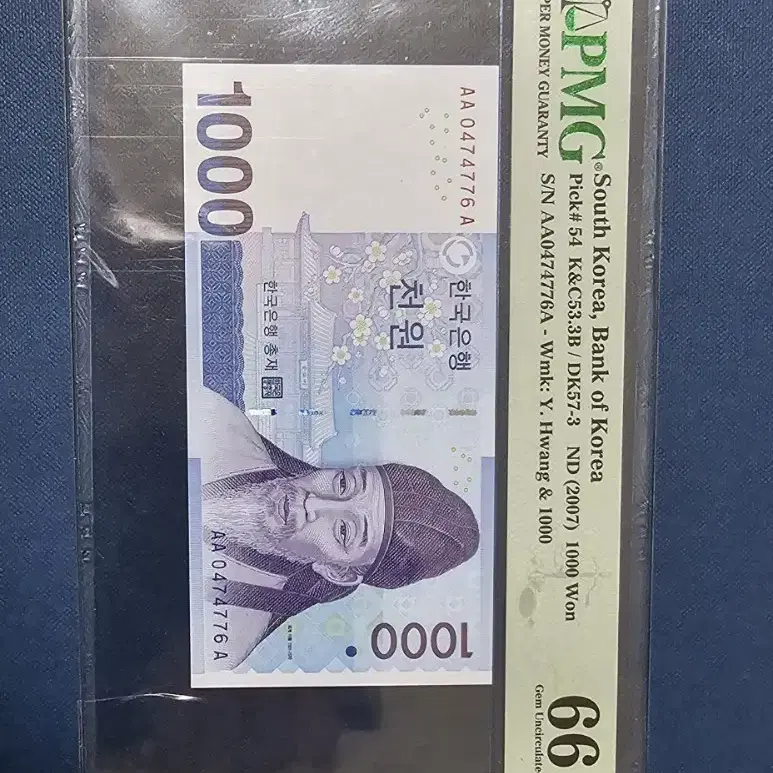 PMG
PER MONEY GUARANTY
South Korea, Bank of Korea
Pick# 54 K&C53.3B / DK57-3 ND (2007) 1000 Won
S/N AA0474776A - Wmk: Y. Hwang & 1000
66
Gem Uncirculate
AA 0474776 A
1000
한국은행
천원
한국은행 총재
1000
AA 0474776 A